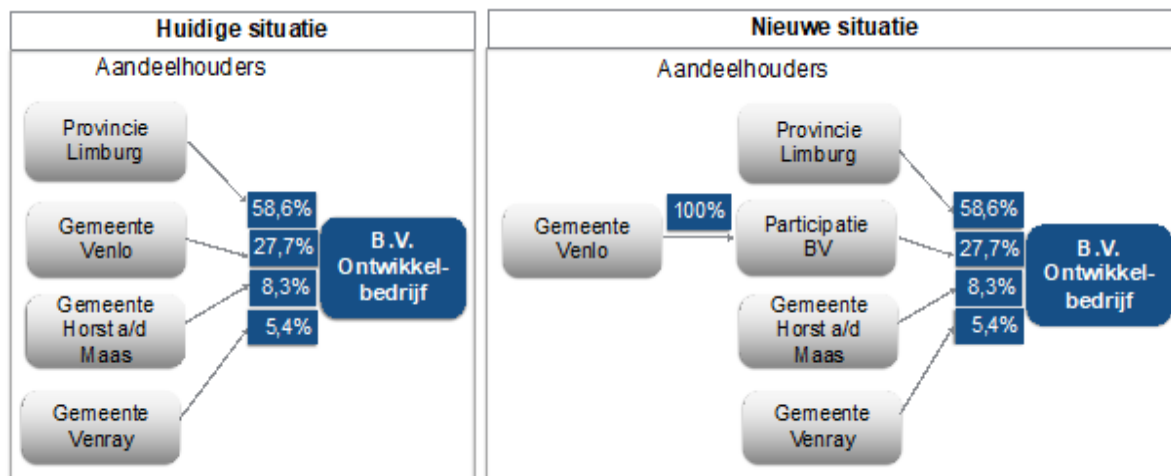 Huidige situatie
Aandeelhouders
Provincie
Limburg
Gemeente
Venlo
Gemeente
Horst a/d
Maas
Gemeente
Venray
58,6%
27,7%
8,3%
5,4%
B.V.
Ontwikkel-
bedrijf
Nieuwe situatie
Aandeelhouders
Gemeente
Venlo
100%
Provincie
Limburg
Participatie
BV
Gemeente
Horst a/d
Maas
Gemeente
Venray
58,6%
27,7%
8,3%
5,4%
B.V.
Ontwikkel-
bedrijf